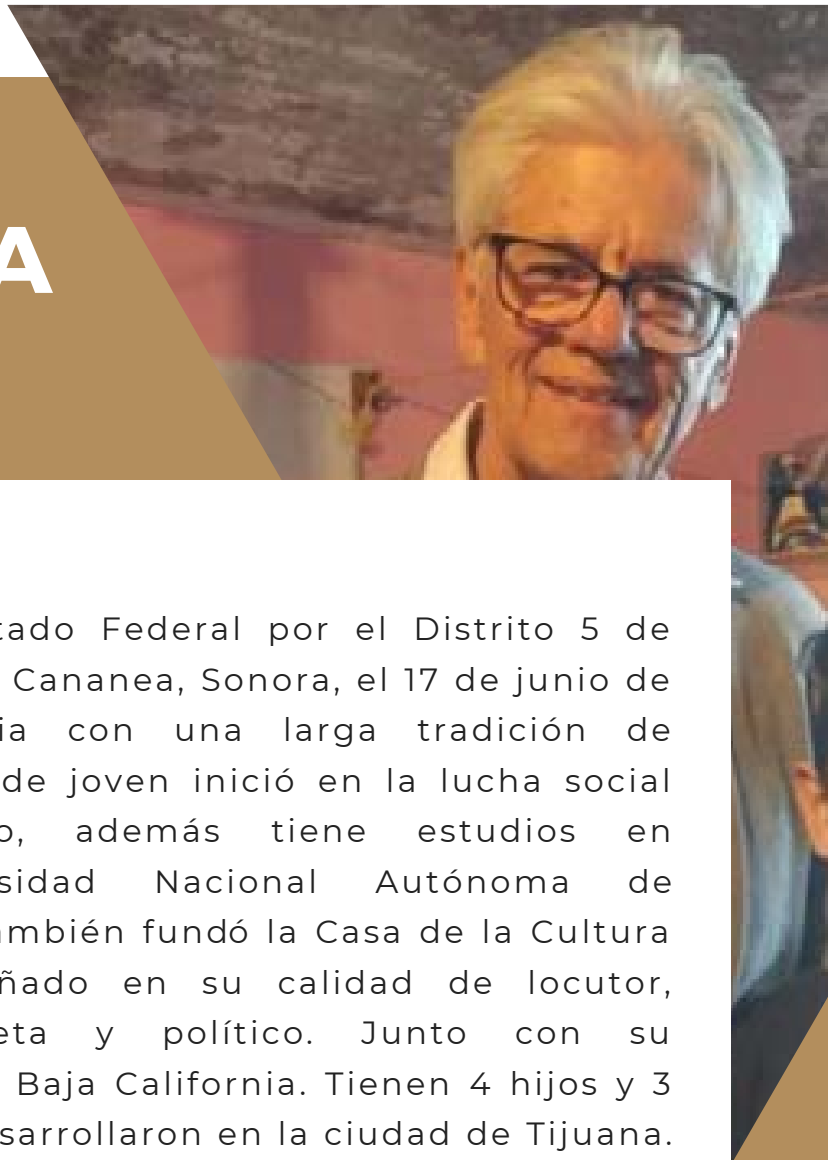 A
tado Federal por el Distrito 5 de
Cananea, Sonora, el 17 de junio de
ia con una larga tradición de
de joven inició en la lucha social
o, además tiene estudios en
sidad Nacional Autónoma de
ambién fundó la Casa de la Cultura
ñado en su calidad de locutor,
eta y político. Junto con su
Baja California. Tienen 4 hijos y 3
sarrollaron en la ciudad de Tijuana.